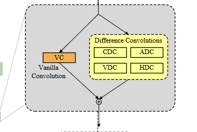 Difference Convolutions
CDC ADC
VC
VDC HDC
Vanilla
Convolution